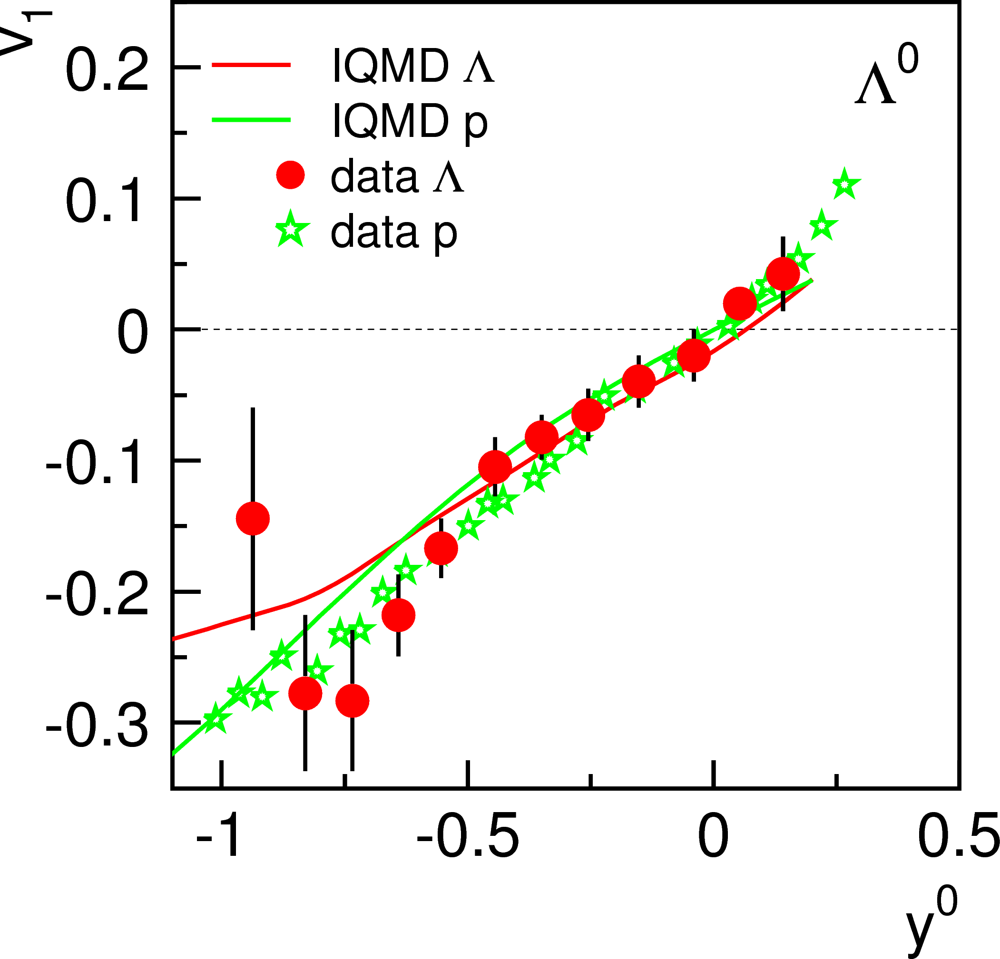 v1
0.2
0.1
0
-0.1
-0.2
-0.3
IQMD Λ
IQMD p
data Λ
data p
Λ0
-1 -0.5 0 0.5
y0